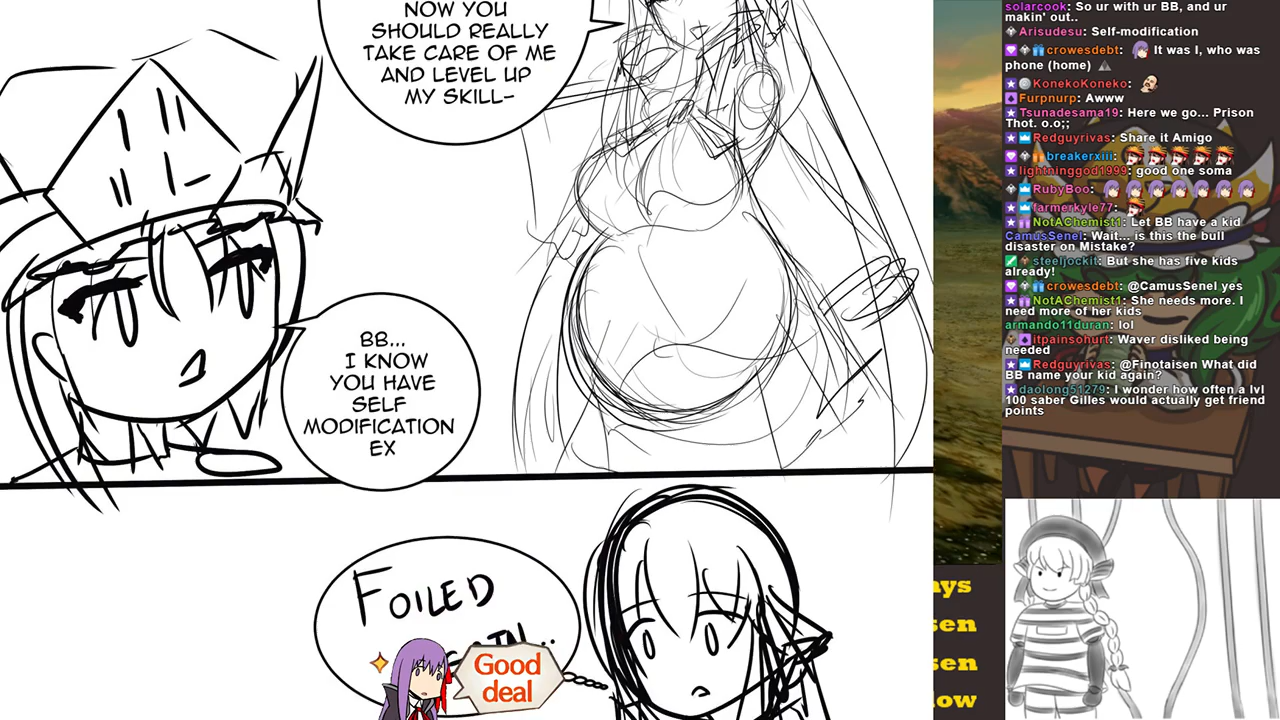 NOW YOU
SHOULD REALLY
TAKE CARE OF ME
AND LEVEL UP
MY SKILL-
BB...
I KNOW
YOU HAVE
SELF
MODIFICATION
EX
FOILED
Good
deal
solarcook: So ur with ur BB, and ur
makin' out..
Arisudesu: Self-modification
crowesdebt: It was I, who was
phone (home)
KonekoKoneko:
Furpnurp: Awww
Tsunadesama19: Here we go... Prison
Thot. o.o;;
Redguyrivas: Share it Amigo
breakerxiii:
lightninggod1999: good one soma
RubyBoo:
farmerkyle77:
NotAChemist1: Let BB have a kid
CamusSenel: Wait... is this the bull
disaster on Mistake?
steeljockit: But she has five kids
already!
crowesdebt: @CamusSenel yes
NotAChemist1: She needs more. I
need more of her kids
armando11duran: lol
itpainsohurt: Waver disliked being
needed
Redguyrivas: @Finotaisen What did
BB name your kid again?
daolong51279: I wonder how often a lvl
100 saber Gilles would actually get friend
points
ays
sen
sen
low